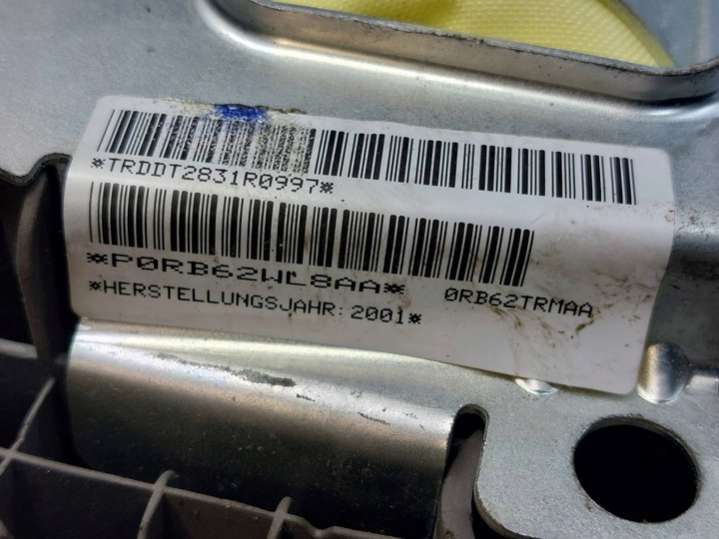 *TRDDT2831R0997*
*P0RB62WL8AA*
0RB62TRMAA
*HERSTELLUNGSJAHR:2001*